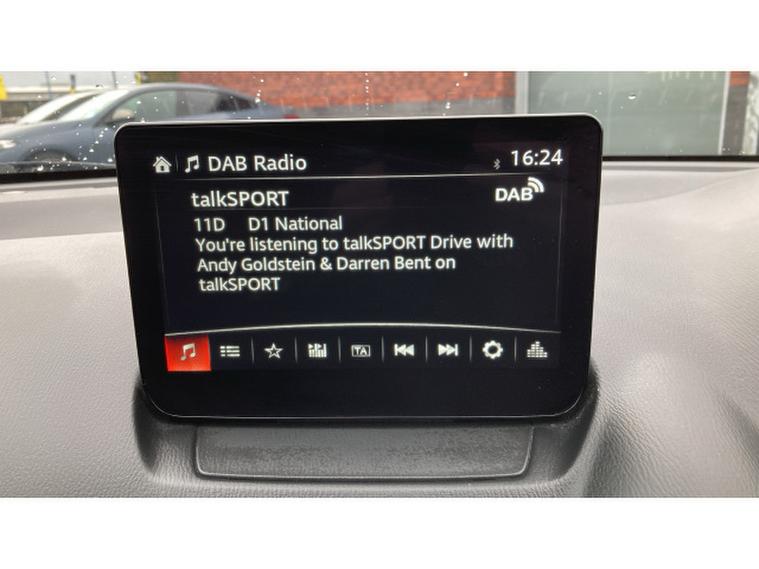 DAB Radio 16:24
talkSPORT DAB
11D D1 National
You're listening to talkSPORT Drive with
Andy Goldstein & Darren Bent on
talkSPORT
TA